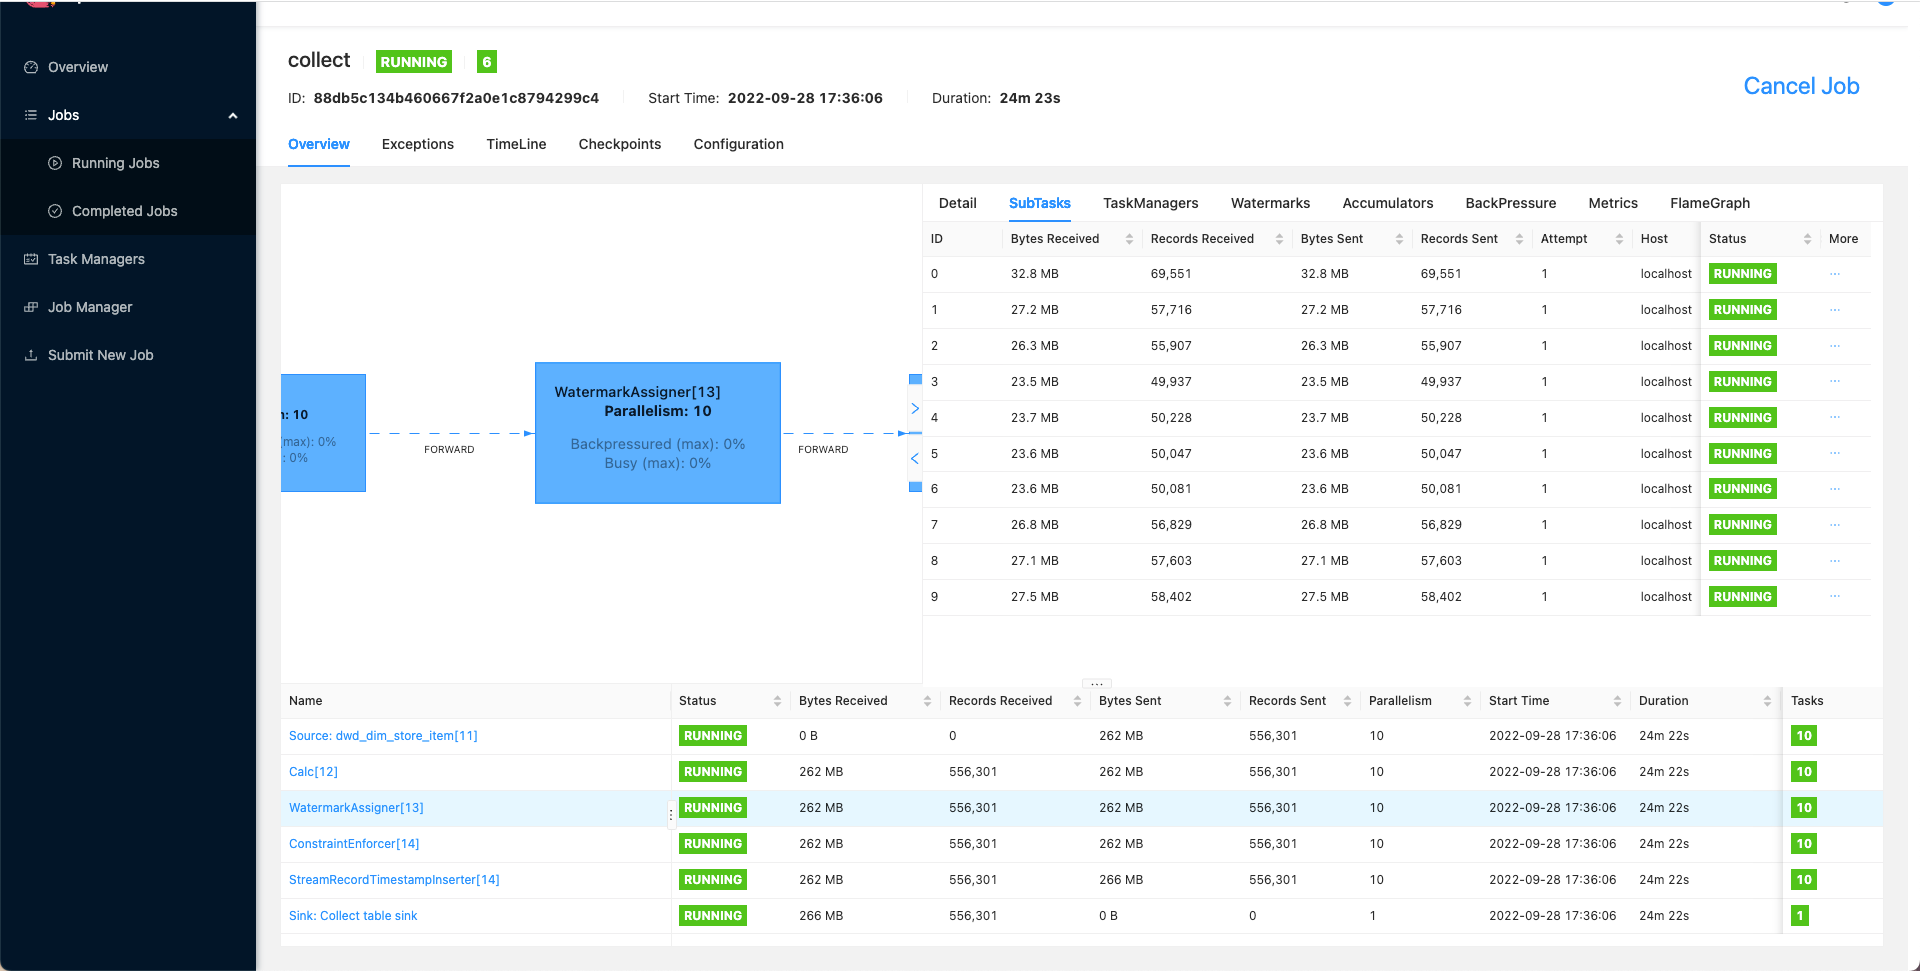 Overview
Jobs
Running Jobs
Completed Jobs
Task Managers
Job Manager
Submit New Job
collect RUNNING 6
ID: 88db5c134b460667f2a0e1c8794299c4 Start Time: 2022-09-28 17:36:06 Duration: 24m 23s
Cancel Job
Overview Exceptions TimeLine Checkpoints Configuration
: 10
(max): 0%
: 0%
FORWARD
WatermarkAssigner[13]
Parallelism: 10
Backpressured (max): 0%
Busy (max): 0%
FORWARD
Detail SubTasks TaskManagers Watermarks Accumulators BackPressure Metrics FlameGraph
ID Bytes Received Records Received Bytes Sent Records Sent Attempt Host Status More
0 32.8 MB 69,551 32.8 MB 69,551 1 localhost RUNNING ...
1 27.2 MB 57,716 27.2 MB 57,716 1 localhost RUNNING ...
2 26.3 MB 55,907 26.3 MB 55,907 1 localhost RUNNING ...
3 23.5 MB 49,937 23.5 MB 49,937 1 localhost RUNNING ...
4 23.7 MB 50,228 23.7 MB 50,228 1 localhost RUNNING ...
5 23.6 MB 50,047 23.6 MB 50,047 1 localhost RUNNING ...
6 23.6 MB 50,081 23.6 MB 50,081 1 localhost RUNNING ...
7 26.8 MB 56,829 26.8 MB 56,829 1 localhost RUNNING ...
8 27.1 MB 57,603 27.1 MB 57,603 1 localhost RUNNING ...
9 27.5 MB 58,402 27.5 MB 58,402 1 localhost RUNNING ...
Name Status Bytes Received Records Received Bytes Sent Records Sent Parallelism Start Time Duration Tasks
Source: dwd_dim_store_item[11] RUNNING 0 B 0 262 MB 556,301 10 2022-09-28 17:36:06 24m 22s 10
Calc[12] RUNNING 262 MB 556,301 262 MB 556,301 10 2022-09-28 17:36:06 24m 22s 10
WatermarkAssigner[13] RUNNING 262 MB 556,301 262 MB 556,301 10 2022-09-28 17:36:06 24m 22s 10
ConstraintEnforcer[14] RUNNING 262 MB 556,301 262 MB 556,301 10 2022-09-28 17:36:06 24m 22s 10
StreamRecordTimestampInserter[14] RUNNING 262 MB 556,301 266 MB 556,301 10 2022-09-28 17:36:06 24m 22s 10
Sink: Collect table sink RUNNING 266 MB 556,301 0 B 0 1 2022-09-28 17:36:06 24m 22s 1